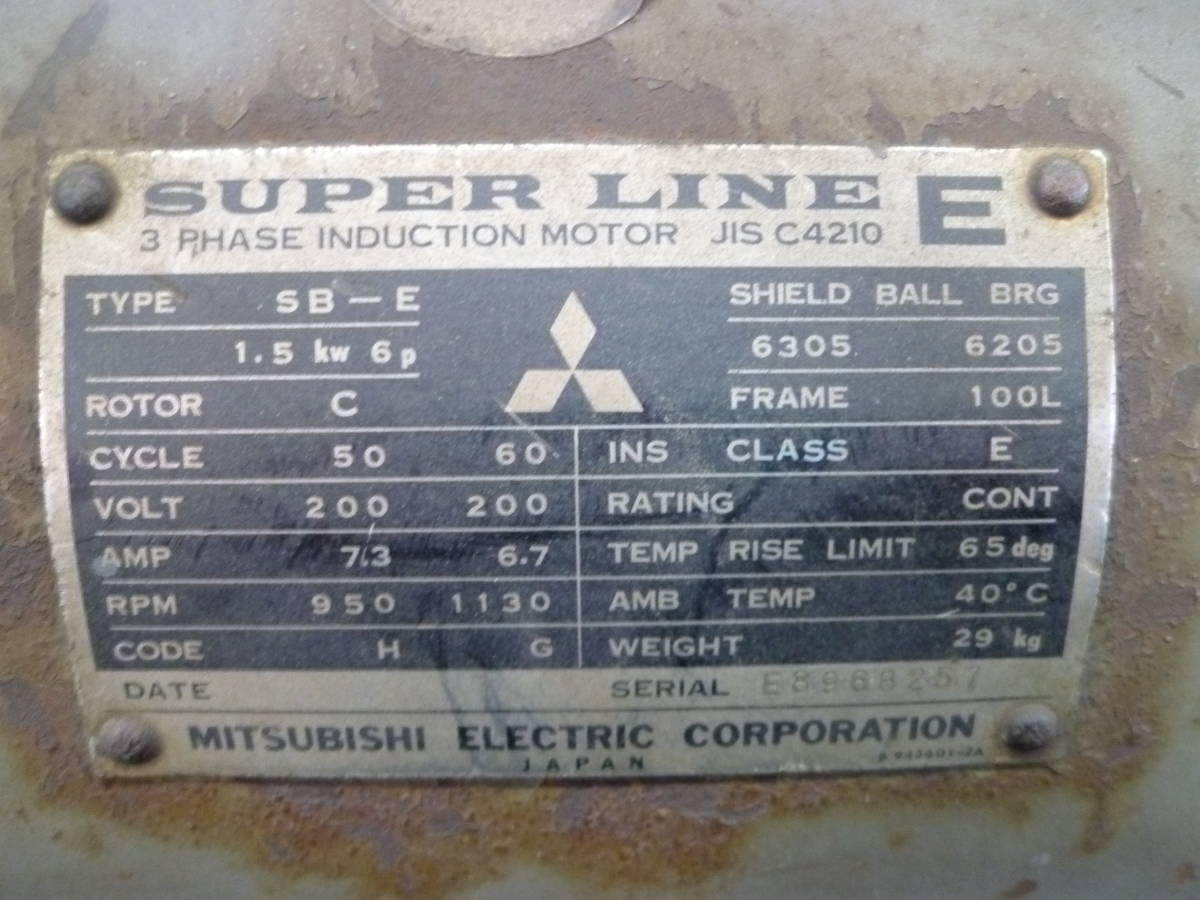 SUPER LINE E
3 PHASE INDUCTION MOTOR JIS C4210
TYPE SB-E
1.5 kw 6p
ROTOR C
SHIELD BALL BRG
6305 6205
FRAME 100L
CYCLE 50 60
VOLT 200 200
AMP 7.3 6.7
RPM 950 1130
CODE H G
INS CLASS E
RATING CONT
TEMP RISE LIMIT 65 deg
AMB TEMP 40°C
WEIGHT 29 kg
DATE
SERIAL E8968257
MITSUBISHI ELECTRIC CORPORATION
JAPAN